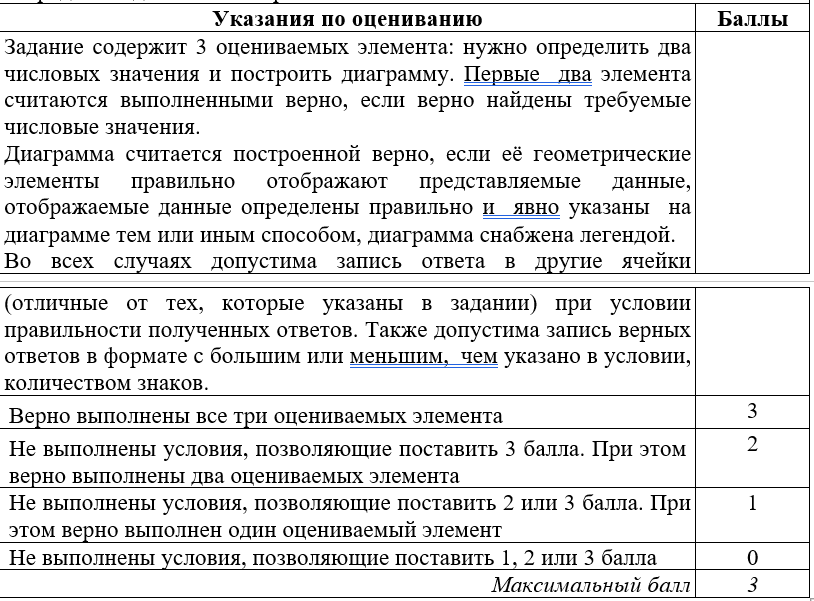 Указания по оцениванию Баллы
Задание содержит 3 оцениваемых элемента: нужно определить два
числовых значения и построить диаграмму. Первые два элемента
считаются выполненными верно, если верно найдены требуемые
числовые значения.
Диаграмма считается построенной верно, если её геометрические
элементы правильно отображают представляемые данные,
отображаемые данные определены правильно и явно указаны на
диаграмме тем или иным способом, диаграмма снабжена легендой.
Во всех случаях допустима запись ответа в другие ячейки
(отличные от тех, которые указаны в задании) при условии
правильности полученных ответов. Также допустима запись верных
ответов в формате с большим или меньшим, чем указано в условии,
количеством знаков.
Верно выполнены все три оцениваемых элемента 3
Не выполнены условия, позволяющие поставить 3 балла. При этом 2
верно выполнены два оцениваемых элемента
Не выполнены условия, позволяющие поставить 2 или 3 балла. При 1
этом верно выполнен один оцениваемый элемент
Не выполнены условия, позволяющие поставить 1, 2 или 3 балла 0
Максимальный балл 3